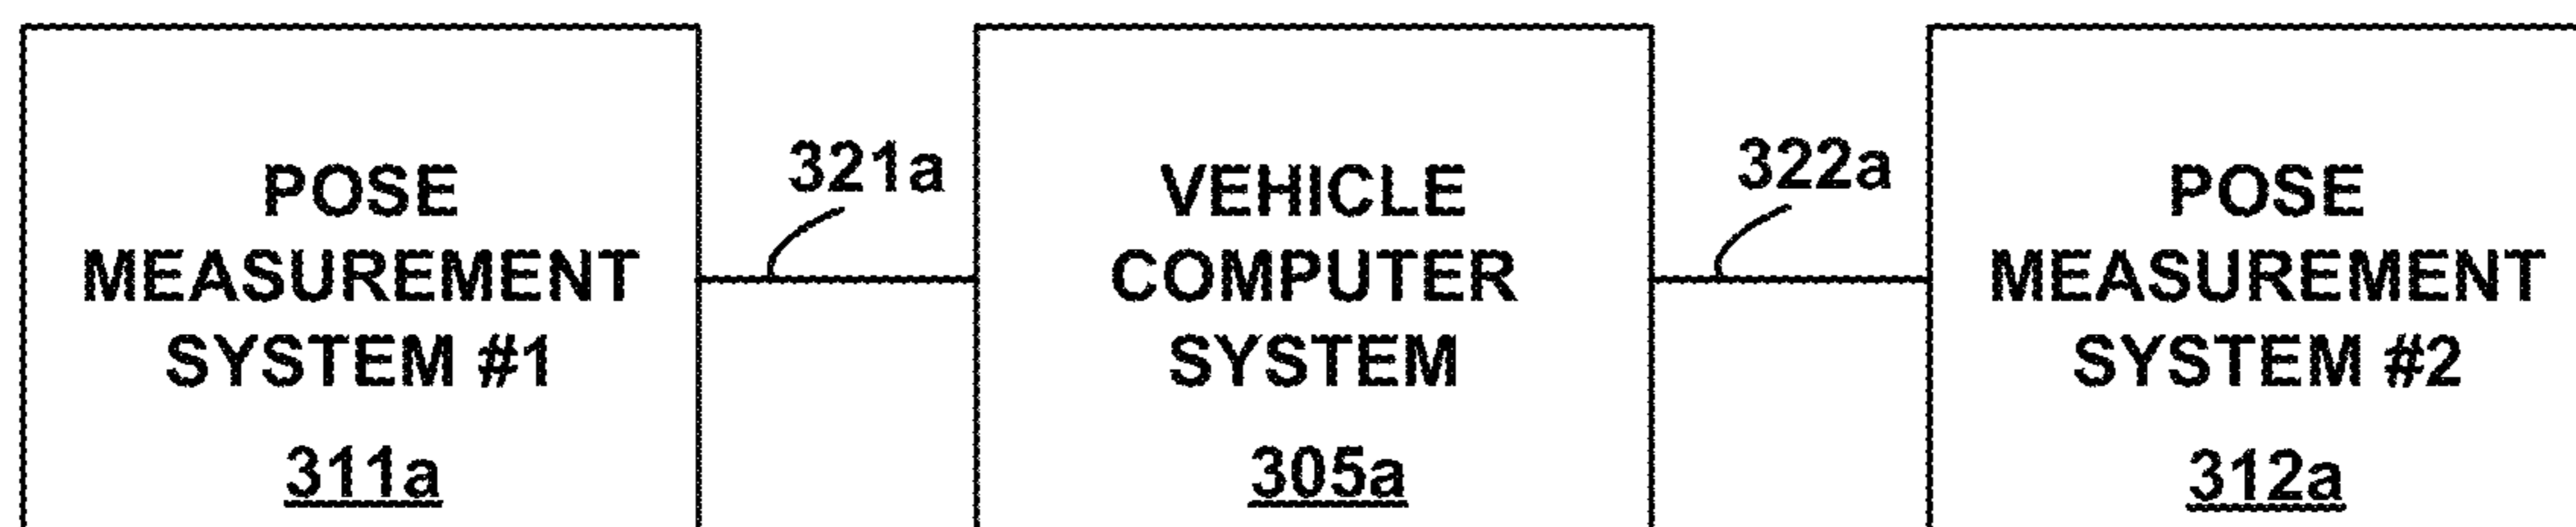 POSE
MEASUREMENT
SYSTEM #1
311a
321a
VEHICLE
COMPUTER
SYSTEM
305a
322a
POSE
MEASUREMENT
SYSTEM #2
312a